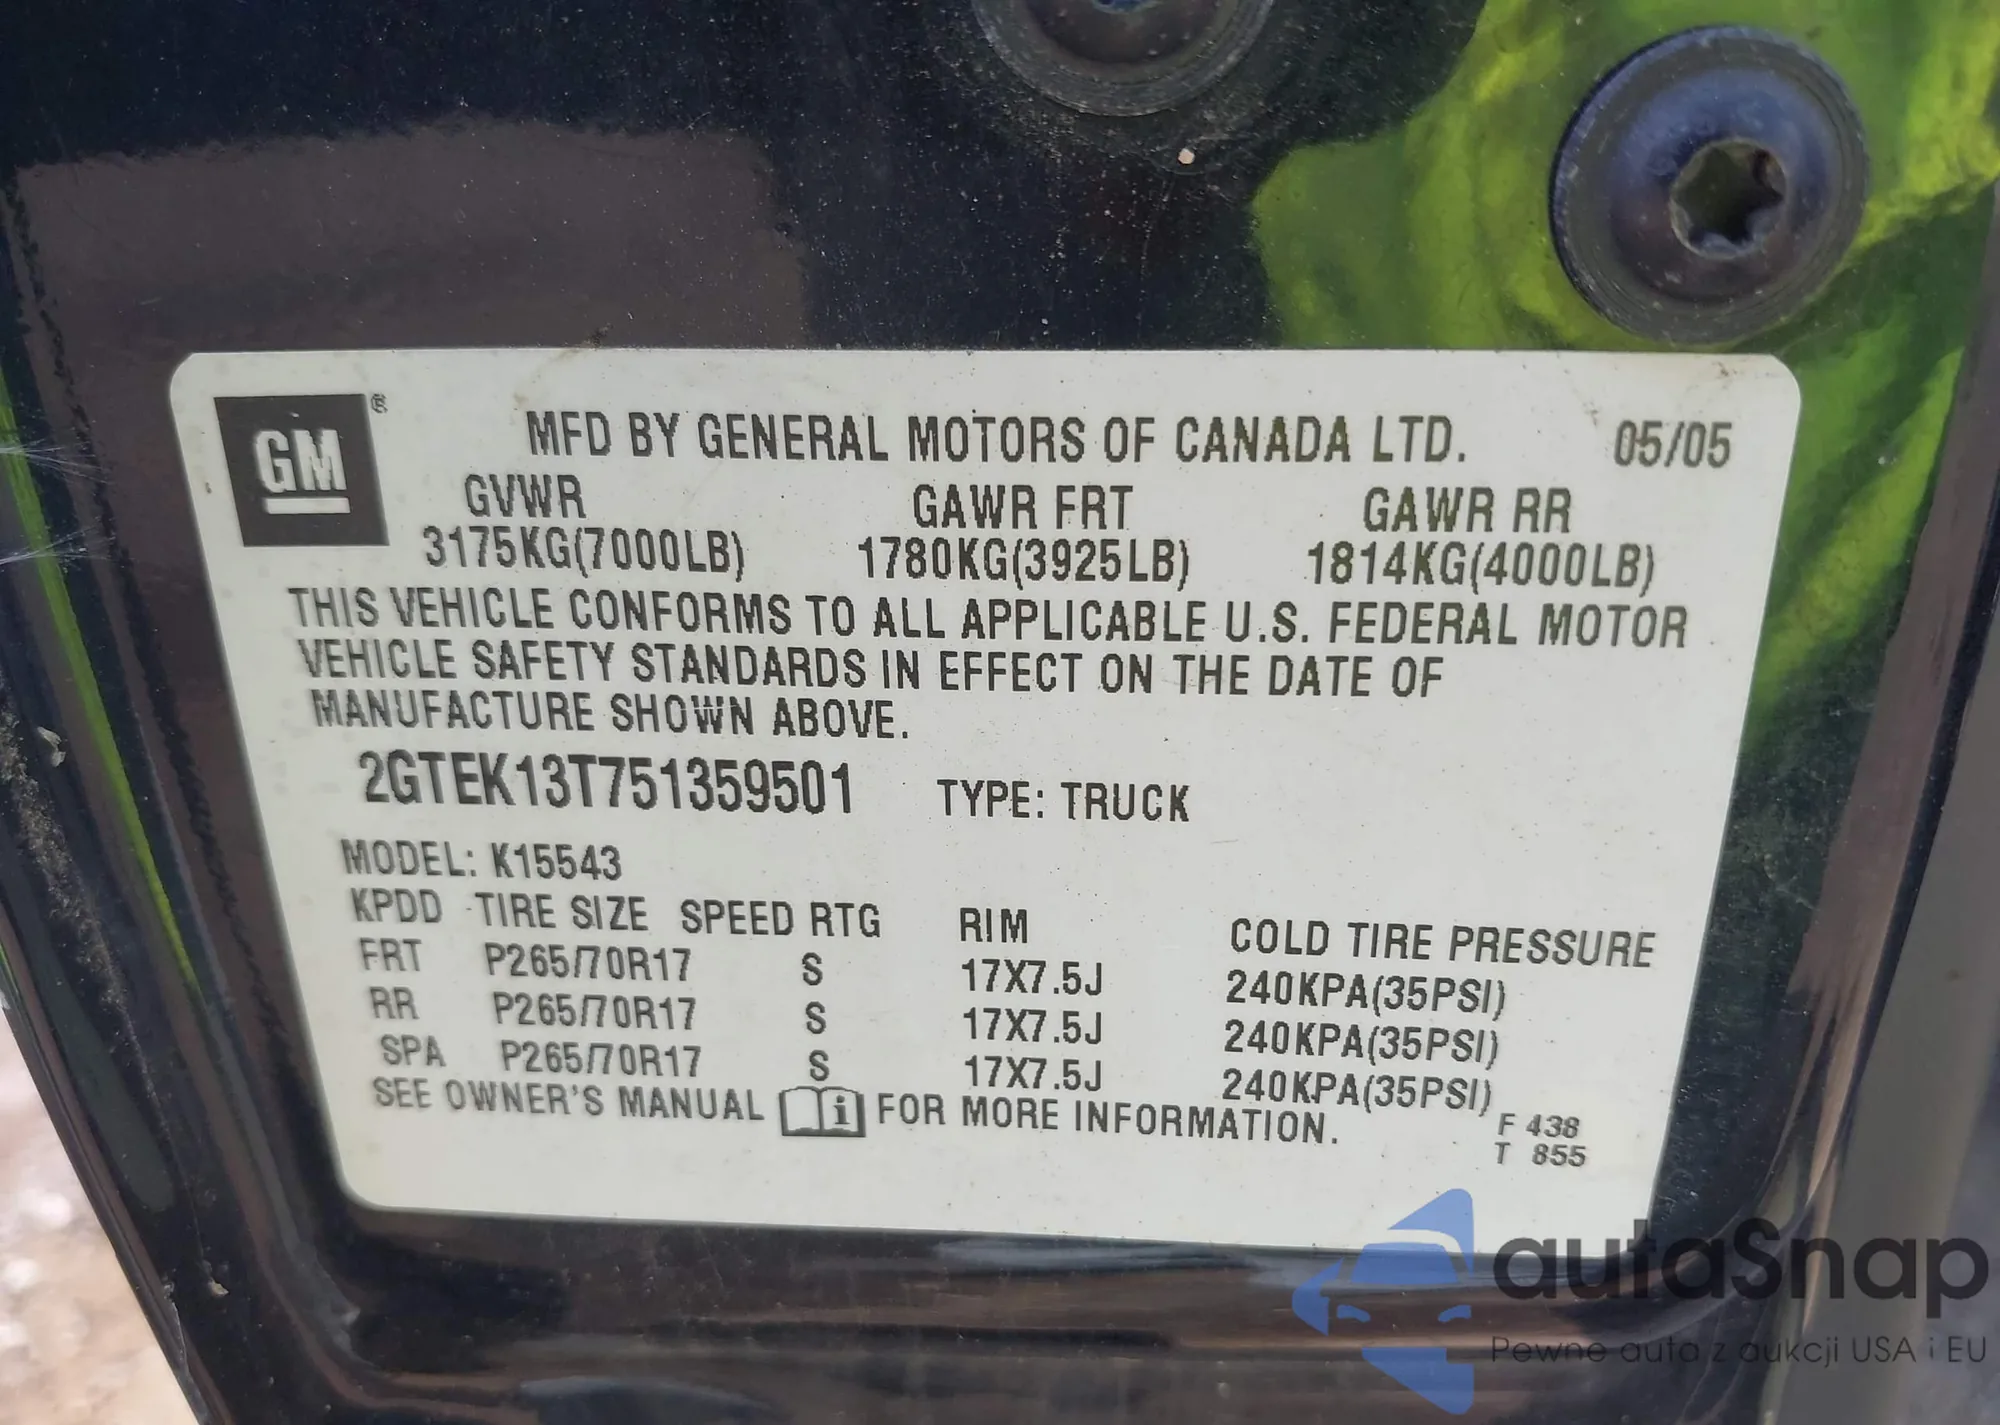 GM ®
MFD BY GENERAL MOTORS OF CANADA LTD. 05/05
GVWR GAWR FRT GAWR RR
3175KG(7000LB) 1780KG(3925LB) 1814KG(4000LB)
THIS VEHICLE CONFORMS TO ALL APPLICABLE U.S. FEDERAL MOTOR
VEHICLE SAFETY STANDARDS IN EFFECT ON THE DATE OF
MANUFACTURE SHOWN ABOVE.
2GTEK13T751359501 TYPE: TRUCK
MODEL: K15543
KPDD TIRE SIZE SPEED RTG RIM COLD TIRE PRESSURE
FRT P265/70R17 S 17X7.5J 240KPA(35PSI)
RR P265/70R17 S 17X7.5J 240KPA(35PSI)
SPA P265/70R17 S 17X7.5J 240KPA(35PSI)
SEE OWNER'S MANUAL i FOR MORE INFORMATION.
F 438
T 855
autaSnap
Pewne auta z aukcji USA i EU